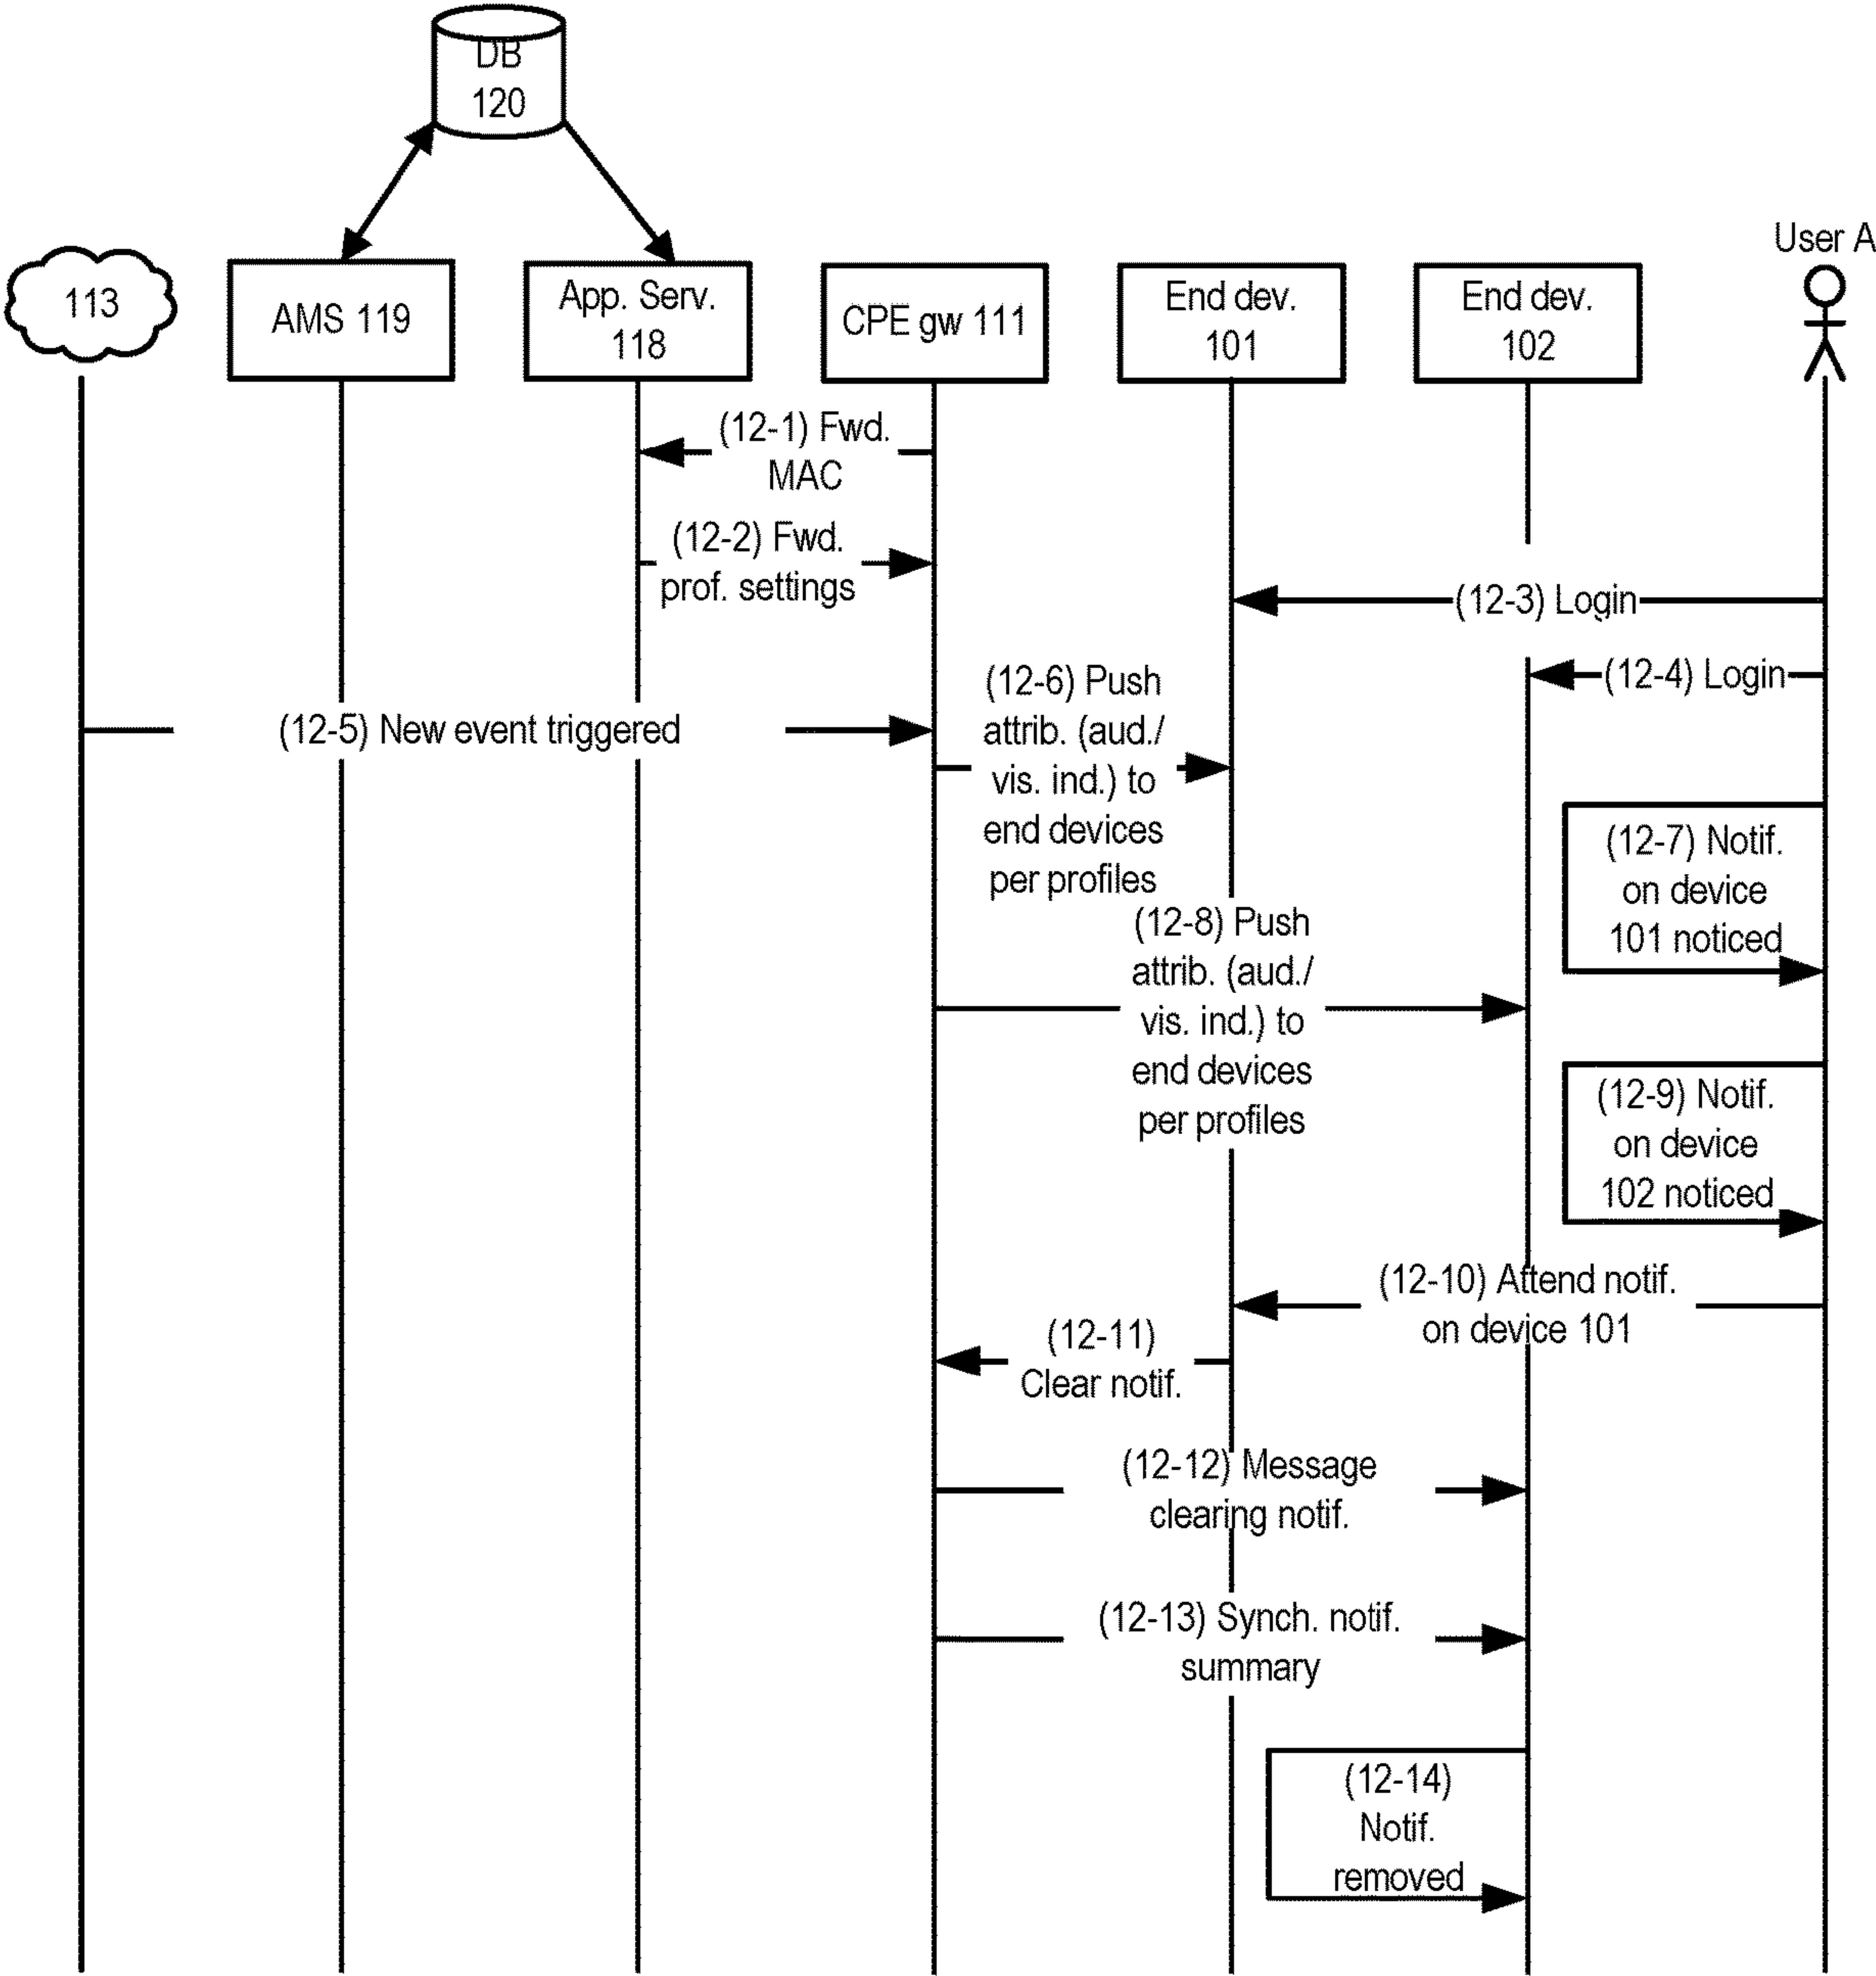 DB
120
User A
113
AMS 119
App. Serv.
118
CPE gw 111
End dev.
101
End dev.
102
(12-1) Fwd.
MAC
(12-2) Fwd.
prof. settings
(12-3) Login
(12-4) Login
(12-5) New event triggered
(12-6) Push
attrib. (aud./
vis. ind.) to
end devices
per profiles
(12-7) Notif.
on device
101 noticed
(12-8) Push
attrib. (aud./
vis. ind.) to
end devices
per profiles
(12-9) Notif.
on device
102 noticed
(12-10) Attend notif.
on device 101
(12-11)
Clear notif.
(12-12) Message
clearing notif.
(12-13) Synch. notif.
summary
(12-14)
Notif.
removed